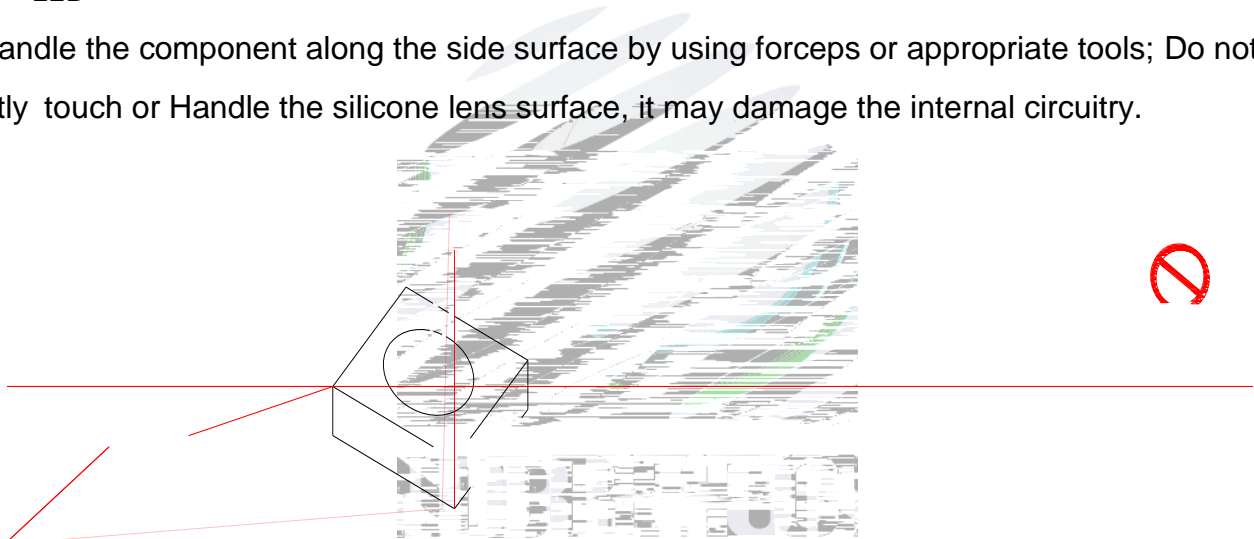 andle the component along the side surface by using forceps or appropriate tools; Do not
tly touch or Handle the silicone lens surface, it may damage the internal circuitry.